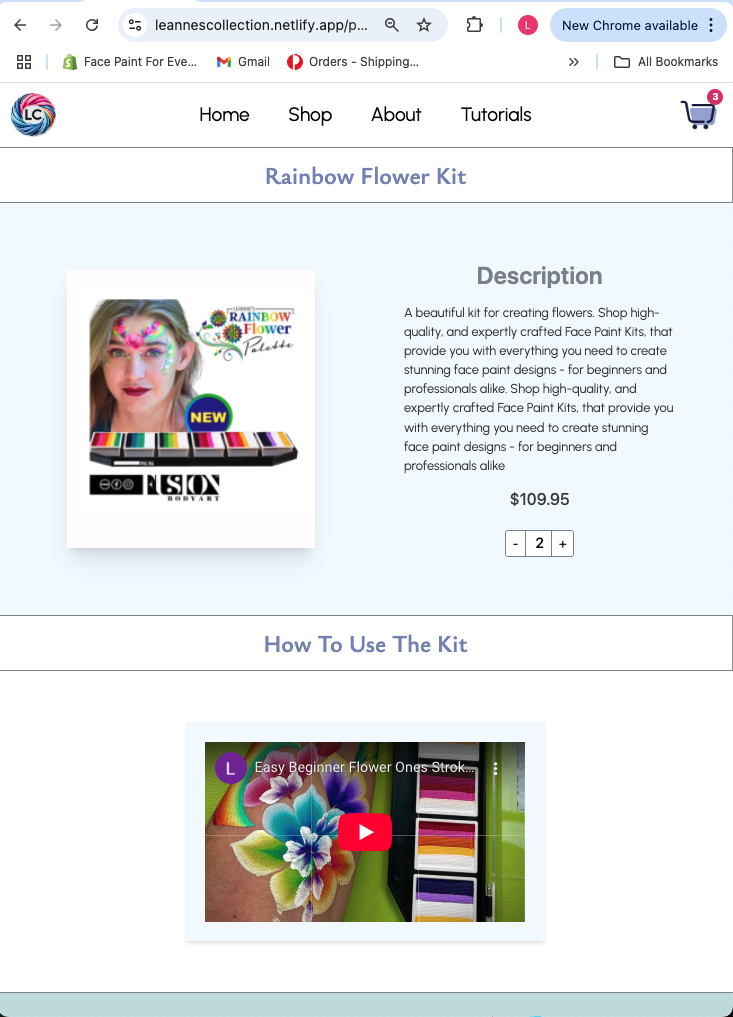 leannescollection.netlify.app/p...
L
New Chrome available
Face Paint For Eve...
Gmail
Orders - Shipping...
»
All Bookmarks
LC
Home
Shop
About
Tutorials
3
Rainbow Flower Kit
LEANNE'S
RAINBOW
Flower
Palette
NEW
FUSION
BODYART
Description
A beautiful kit for creating flowers. Shop high-
quality, and expertly crafted Face Paint Kits, that
provide you with everything you need to create
stunning face paint designs - for beginners and
professionals alike. Shop high-quality, and
expertly crafted Face Paint Kits, that provide you
with everything you need to create stunning
face paint designs - for beginners and
professionals alike
$109.95
- 2 +
How To Use The Kit
L
Easy Beginner Flower Ones Strok...